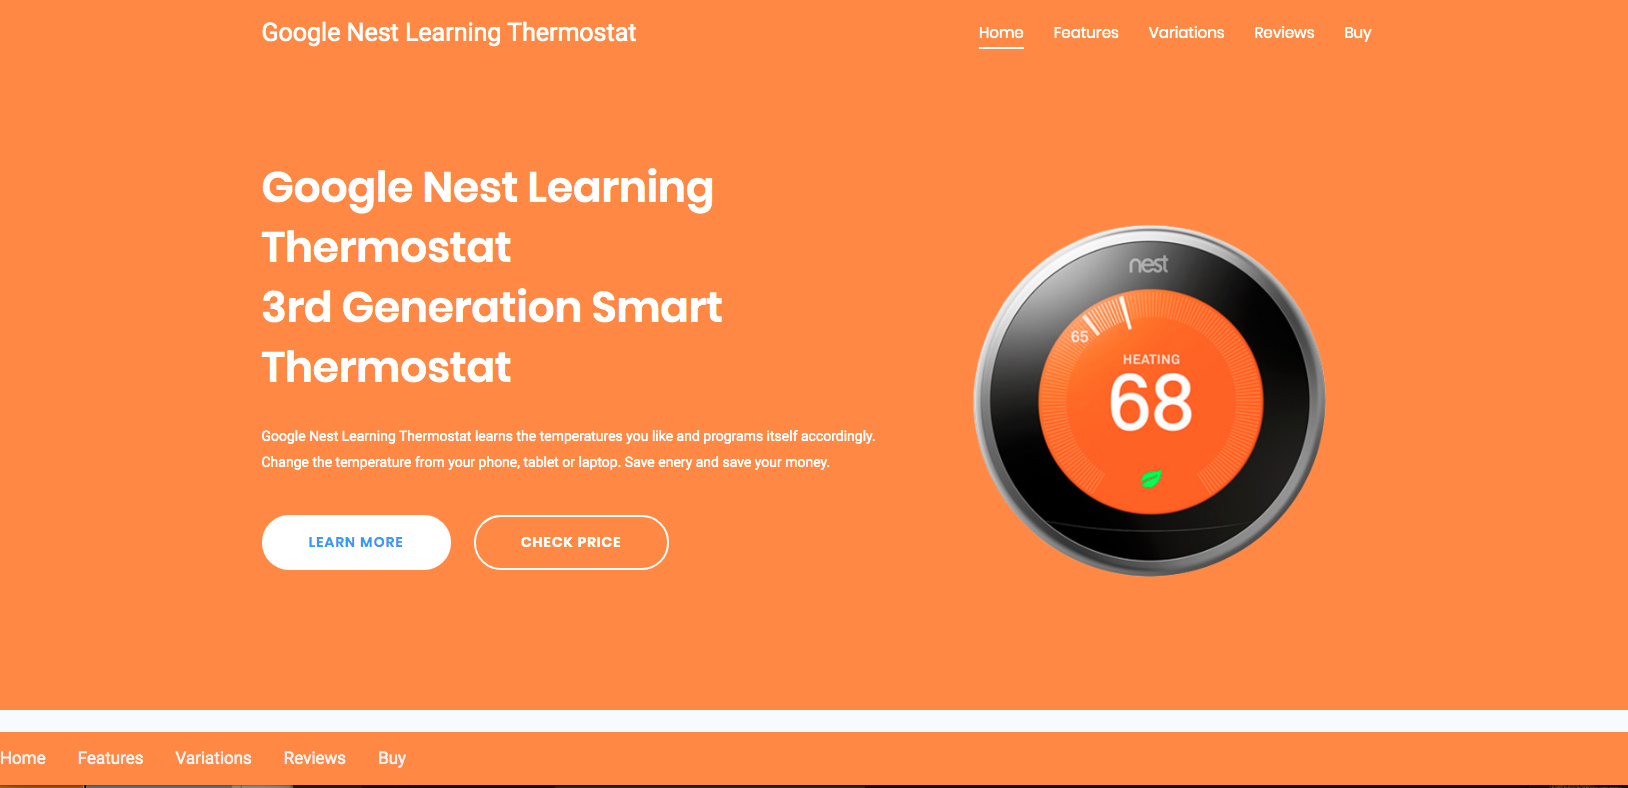 Google Nest Learning Thermostat
Home Features Variations Reviews Buy
Google Nest Learning
Thermostat
3rd Generation Smart
Thermostat
Google Nest Learning Thermostat learns the temperatures you like and programs itself accordingly.
Change the temperature from your phone, tablet or laptop. Save enery and save your money.
LEARN MORE CHECK PRICE
nest
65
HEATING
68
Home Features Variations Reviews Buy